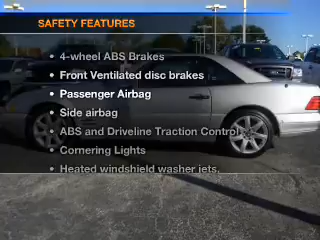 SAFETY FEATURES
4-wheel ABS Brakes
Front Ventilated disc brakes
Passenger Airbag
Side airbag
ABS and Driveline Traction Control
Cornering Lights
Heated windshield washer jets.